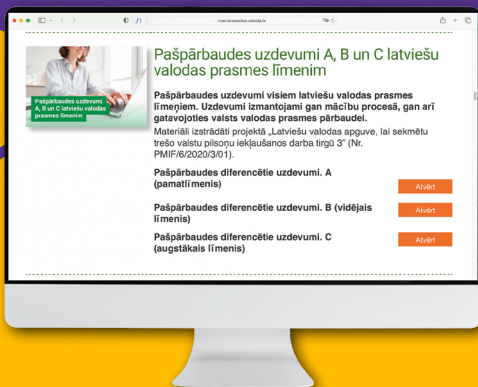 maciunmacies.valoda.lv
Pašpārbaudes uzdevumi A, B un C latviešu
valodas prasmes līmenim
Pašpārbaudes uzdevumi
A, B un C latviešu valodas
prasmes līmenim
Pašpārbaudes uzdevumi visiem latviešu valodas prasmes
līmeņiem. Uzdevumi izmantojami gan mācību procesā, gan arī
gatavojoties valsts valodas prasmes pārbaudei.
Materiāli izstrādāti projektā „Latviešu valodas apguve, lai sekmētu
trešo valstu pilsoņu iekļaušanos darba tirgū 3" (Nr.
PMIF/6/2020/3/01).
Pašpārbaudes diferencētie uzdevumi. A
(pamatlīmenis)
Atvērt
Pašpārbaudes diferencētie uzdevumi. B (vidējais
līmenis)
Atvērt
Pašpārbaudes diferencētie uzdevumi. C
(augstākais līmenis)
Atvērt